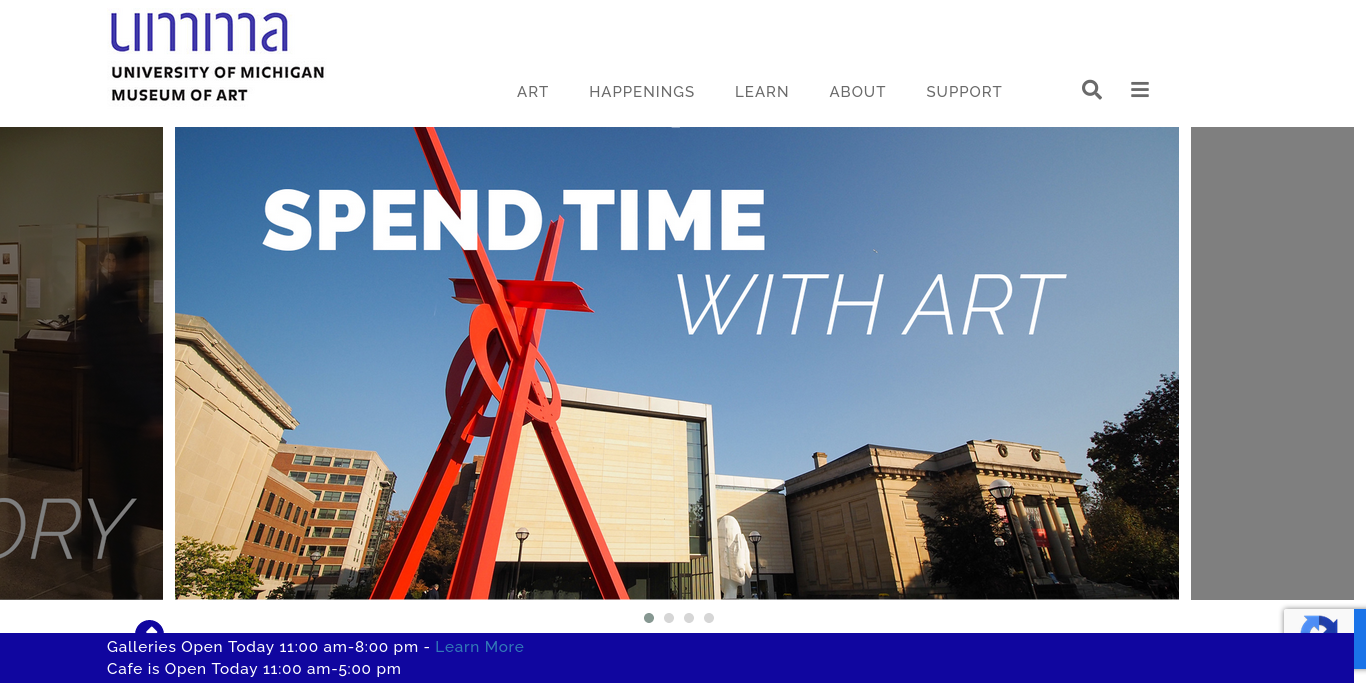 umma
UNIVERSITY OF MICHIGAN
MUSEUM OF ART
ART HAPPENINGS LEARN ABOUT SUPPORT
SPEND TIME
WITH ART
ORY
Galleries Open Today 11:00 am-8:00 pm - Learn More
Cafe is Open Today 11:00 am-5:00 pm